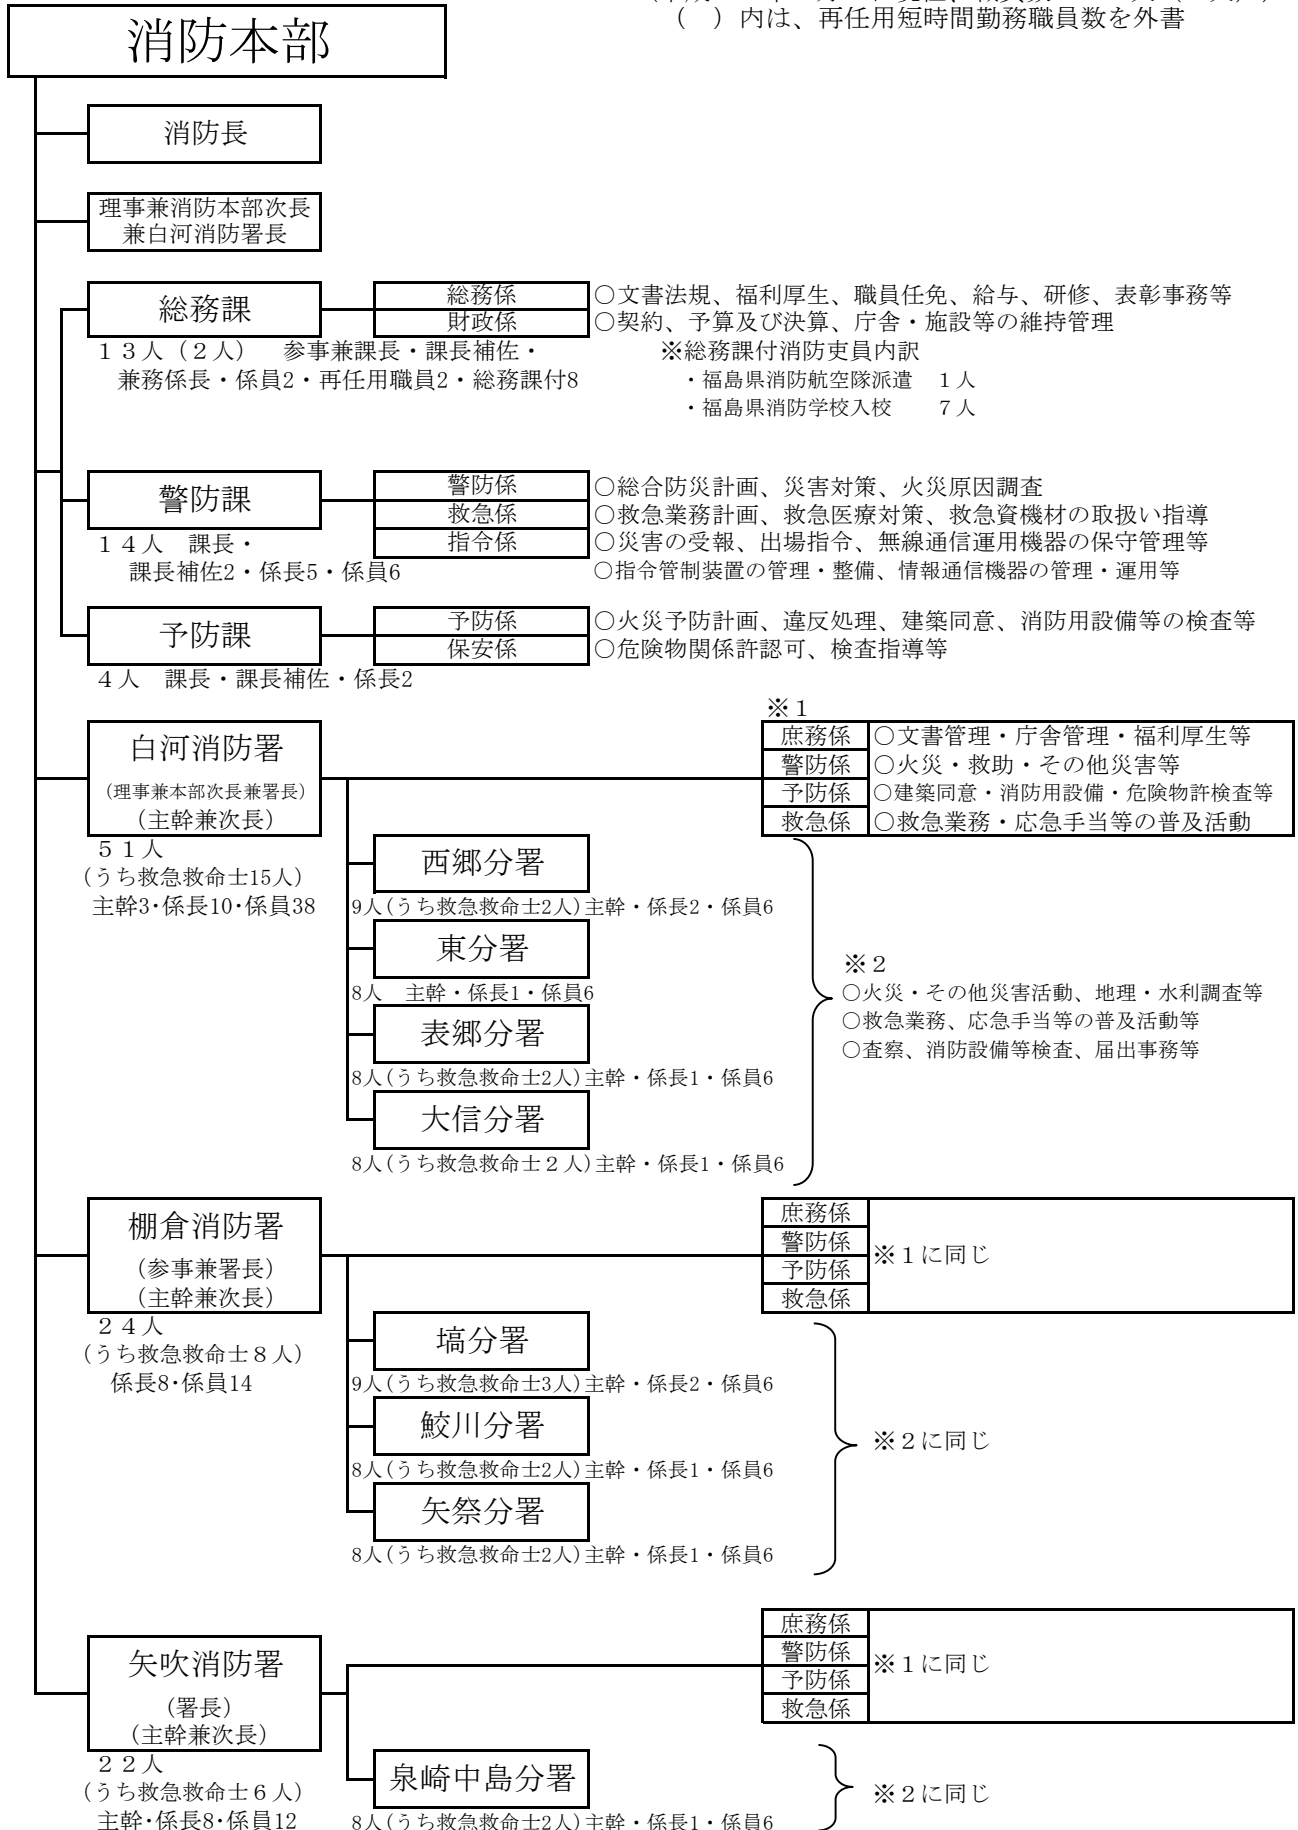 （　）内は、再任用短時間勤務職員数を外書
消防本部
消防長
理事兼消防本部次長
兼白河消防署長
総務課
総務係
○文書法規、福利厚生、職員任免、給与、研修、表彰事務等
財政係
○契約、予算及び決算、庁舎・施設等の維持管理
１３人（２人）　参事兼課長・課長補佐・
兼務係長・係員2・再任用職員2・総務課付8
※総務課付消防吏員内訳
・福島県消防航空隊派遣　１人
・福島県消防学校入校　　７人
警防課
警防係
○総合防災計画、災害対策、火災原因調査
救急係
○救急業務計画、救急医療対策、救急資機材の取扱い指導
指令係
○災害の受報、出場指令、無線通信運用機器の保守管理等
○指令管制装置の管理・整備、情報通信機器の管理・運用等
１４人　課長・
課長補佐2・係長5・係員6
予防課
予防係
○火災予防計画、違反処理、建築同意、消防用設備等の検査等
保安係
○危険物関係許認可、検査指導等
４人　課長・課長補佐・係長2
白河消防署
(理事兼本部次長兼署長)
(主幹兼次長)
５１人
(うち救急救命士15人)
主幹3･係長10･係員38
※１
庶務係
○文書管理・庁舎管理・福利厚生等
警防係
○火災・救助・その他災害等
予防係
○建築同意・消防用設備・危険物許検査等
救急係
○救急業務・応急手当等の普及活動
西郷分署
9人(うち救急救命士2人)主幹・係長2・係員6
東分署
8人　主幹・係長1・係員6
表郷分署
8人(うち救急救命士2人)主幹・係長1・係員6
大信分署
8人(うち救急救命士２人)主幹・係長1・係員6
※２
○火災・その他災害活動、地理・水利調査等
○救急業務、応急手当等の普及活動等
○査察、消防設備等検査、届出事務等
棚倉消防署
(参事兼署長)
(主幹兼次長)
２４人
(うち救急救命士８人)
係長8･係員14
庶務係
警防係
予防係
救急係
※１に同じ
塙分署
9人(うち救急救命士3人)主幹・係長2・係員6
鮫川分署
8人(うち救急救命士2人)主幹・係長1・係員6
矢祭分署
8人(うち救急救命士2人)主幹・係長1・係員6
※２に同じ
矢吹消防署
(署長)
(主幹兼次長)
２２人
(うち救急救命士６人)
主幹･係長8･係員12
庶務係
警防係
予防係
救急係
※１に同じ
泉崎中島分署
8人(うち救急救命士2人)主幹・係長1・係員6
※２に同じ